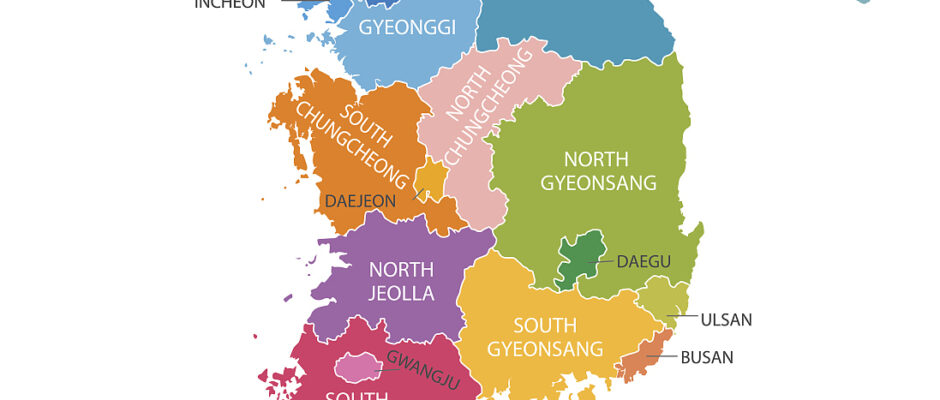 INCHEON
GYEONGGI
NORTH
CHUNGCHEONG
SOUTH
CHUNGCHEONG
NORTH
GYEONSANG
DAEJEON
DAEGU
NORTH
JEOLLA
ULSAN
SOUTH
GYEONSANG
BUSAN
GWANGJU
SOUTH